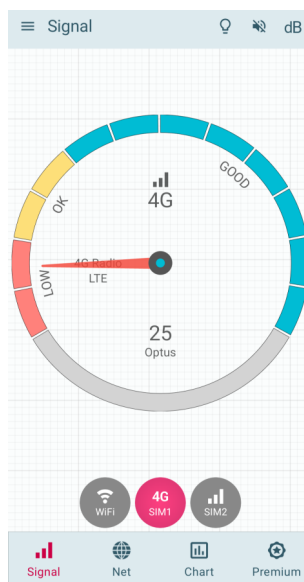 Signal
dB
GOOD
OK
LOW
4G
4G Radio
LTE
25
Optus
WiFi
4G
SIM1
SIM2
Signal
Net
Chart
Premium